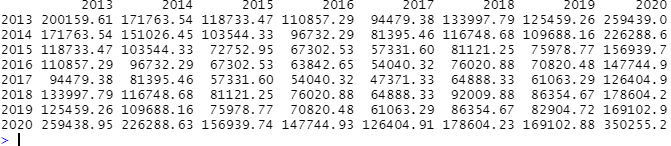 2013 2014 2015 2016 2017 2018 2019 2020
2013 200159.61 171763.54 118733.47 110857.29 94479.38 133997.79 125459.26 259439.0
2014 171763.54 151026.45 103544.33 96732.29 81395.46 116748.68 109688.16 226288.6
2015 118733.47 103544.33 72752.95 67302.53 57331.60 81121.25 75978.77 156939.7
2016 110857.29 96732.29 67302.53 63842.65 54040.32 76020.88 70820.48 147744.9
2017 94479.38 81395.46 57331.60 54040.32 47371.33 64888.33 61063.29 126404.9
2018 133997.79 116748.68 81121.25 76020.88 64888.33 92009.88 86354.67 178604.2
2019 125459.26 109688.16 75978.77 70820.48 61063.29 86354.67 82904.72 169102.9
2020 259438.95 226288.63 156939.74 147744.93 126404.91 178604.23 169102.88 350255.2
>